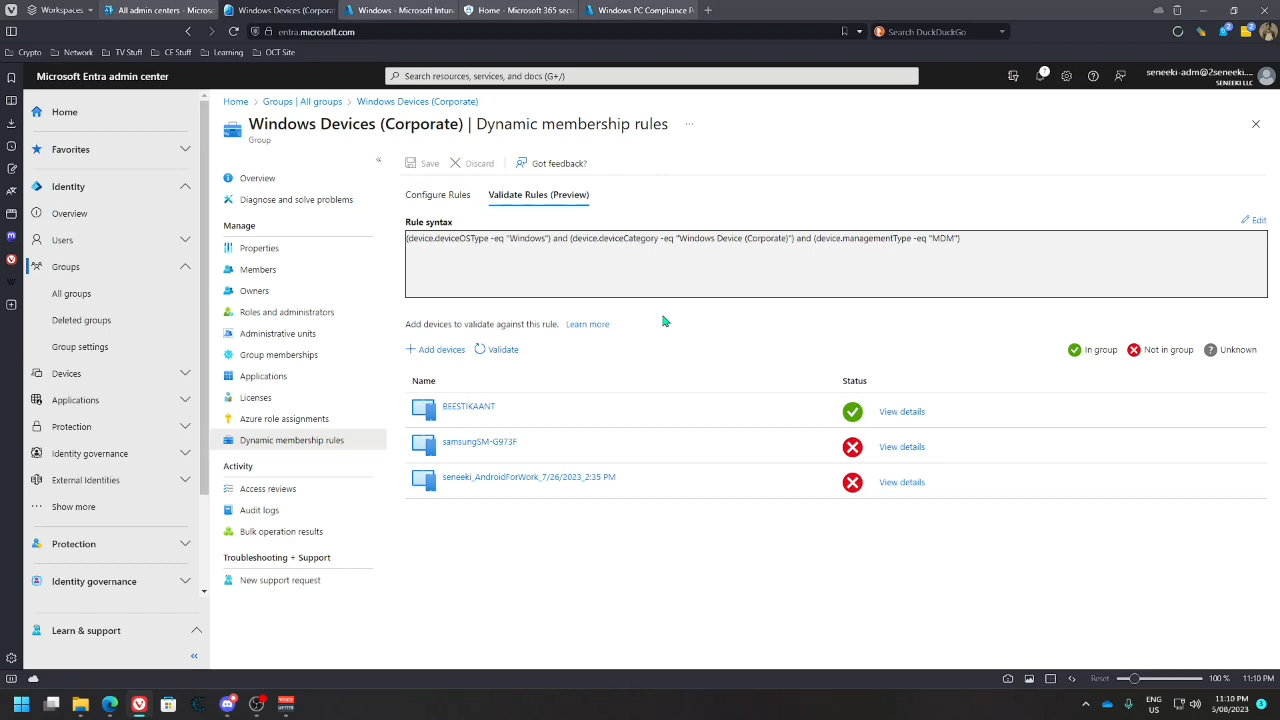 Workspaces
All admin centers - Microsof
Windows Devices (Corporat
Windows - Microsoft Intun
Home - Microsoft 365 secu
Windows PC Compliance P
entra.microsoft.com
Search DuckDuckGo
Crypto
Network
TV Stuff
CF Stuff
Learning
OCT Site
Microsoft Entra admin center
Search resources, services, and docs (G+/)
seneeki-adm@2seneeki....
SENEEKI LLC
Home
Favorites
Identity
Overview
Users
Groups
All groups
Deleted groups
Group settings
Devices
Applications
Protection
Identity governance
External Identities
Show more
Protection
Identity governance
Learn & support
Home > Groups | All groups > Windows Devices (Corporate)
Windows Devices (Corporate) | Dynamic membership rules
Group
Overview
Diagnose and solve problems
Manage
Properties
Members
Owners
Roles and administrators
Administrative units
Group memberships
Applications
Licenses
Azure role assignments
Dynamic membership rules
Activity
Access reviews
Audit logs
Bulk operation results
Troubleshooting + Support
New support request
Save
Discard
Got feedback?
Configure Rules
Validate Rules (Preview)
Rule syntax
Edit
(device.deviceOSType -eq "Windows") and (device.deviceCategory -eq "Windows Device (Corporate)") and (device.managementType -eq "MDM")
Add devices to validate against this rule. Learn more
Add devices
Validate
In group
Not in group
Unknown
Name
Status
BEESTIKAANT
View details
samsungSM-G973F
View details
seneeki_AndroidForWork_7/26/2023_2:35 PM
View details
Reset
100 %
11:10 PM
ENG
US
11:10 PM
5/08/2023